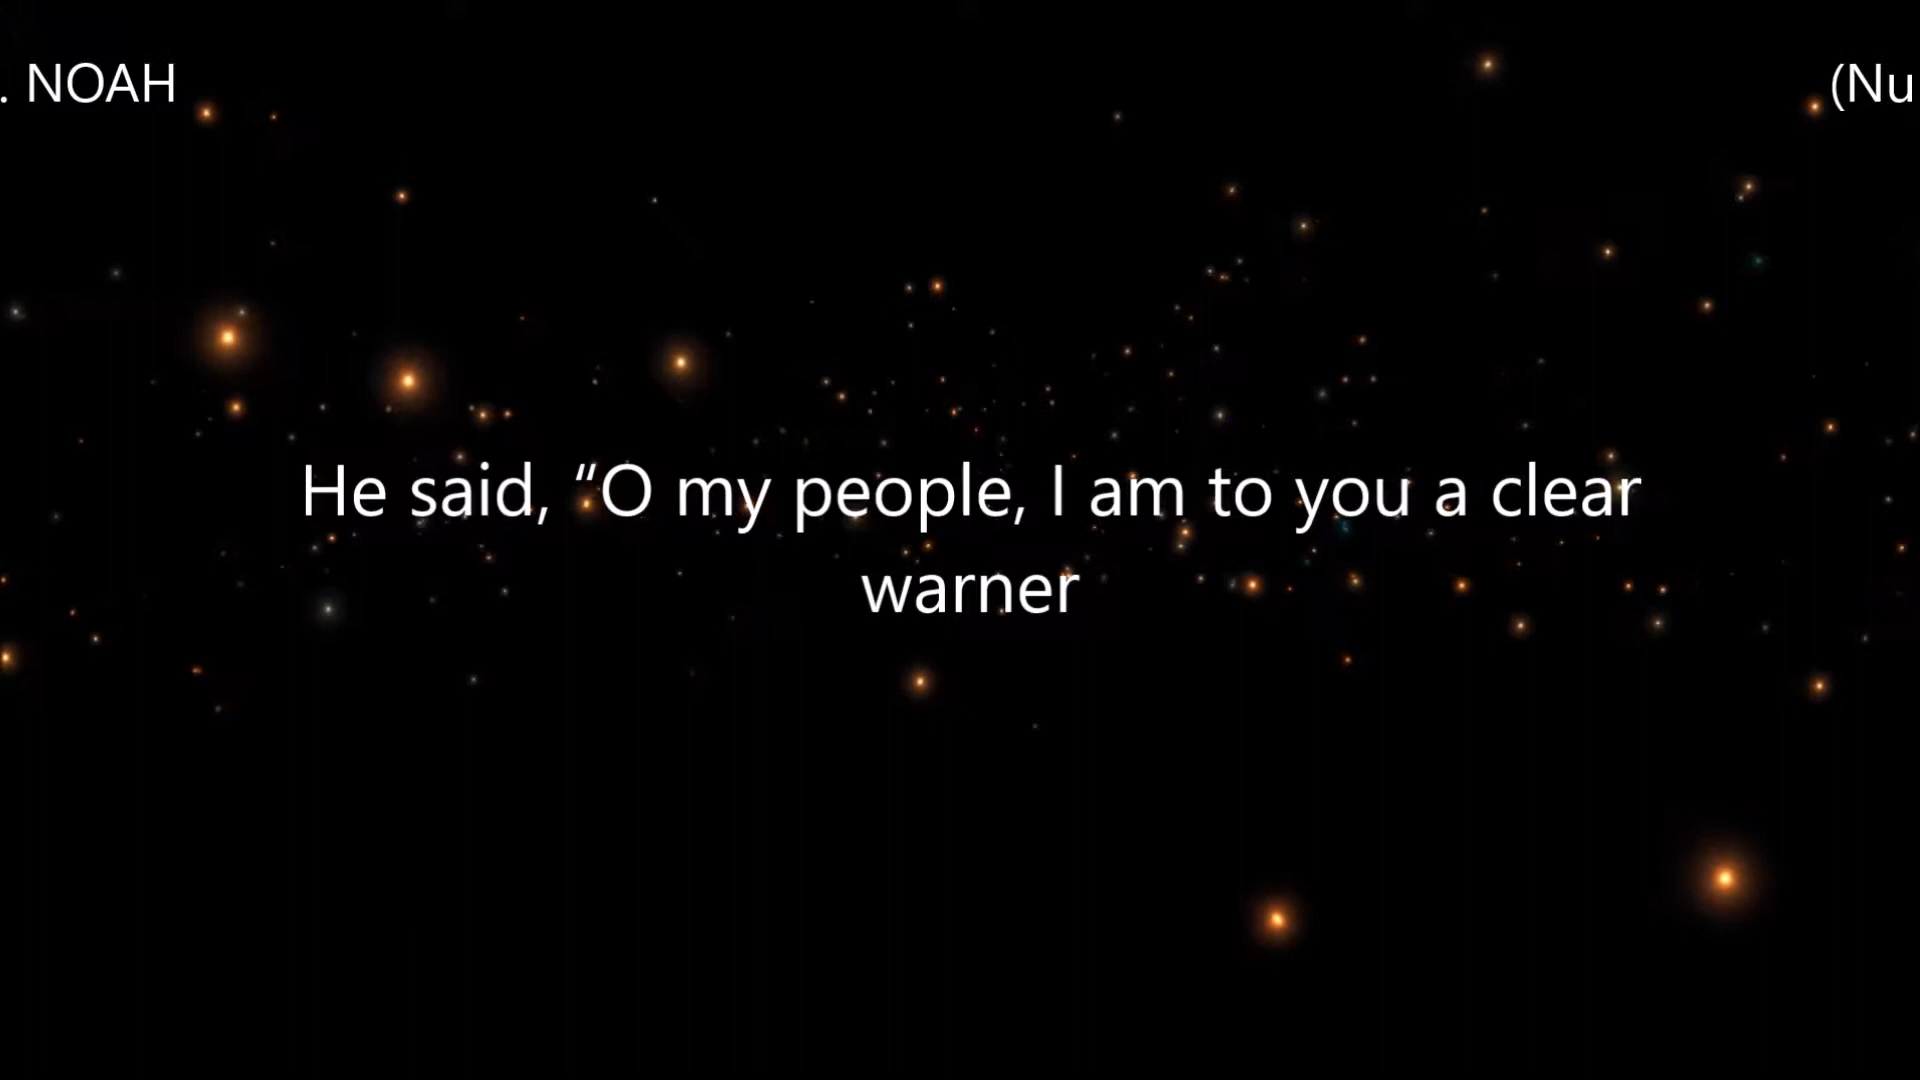 . NOAH
(Nu
He said, “O my people, I am to you a clear
warner